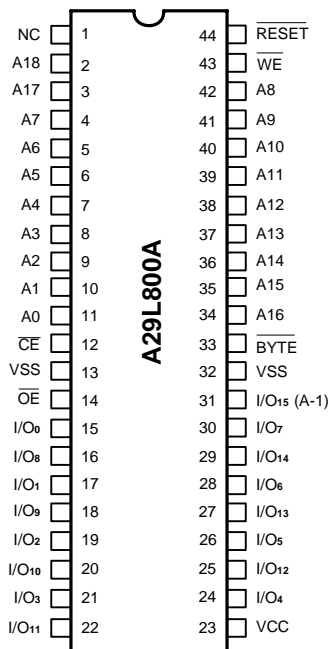 NC 1 44 RESET
A18 2 43 WE
A17 3 42 A8
A7 4 41 A9
A6 5 40 A10
A5 6 39 A11
A4 7 38 A12
A3 8 37 A13
A2 9 36 A14
A1 10 35 A15
A0 11 34 A16
CE 12 33 BYTE
VSS 13 32 VSS
OE 14 31 I/O15 (A-1)
I/O0 15 30 I/O7
I/O8 16 29 I/O14
I/O1 17 28 I/O6
I/O9 18 27 I/O13
I/O2 19 26 I/O5
I/O10 20 25 I/O12
I/O3 21 24 I/O4
I/O11 22 23 VCC
A29L800A